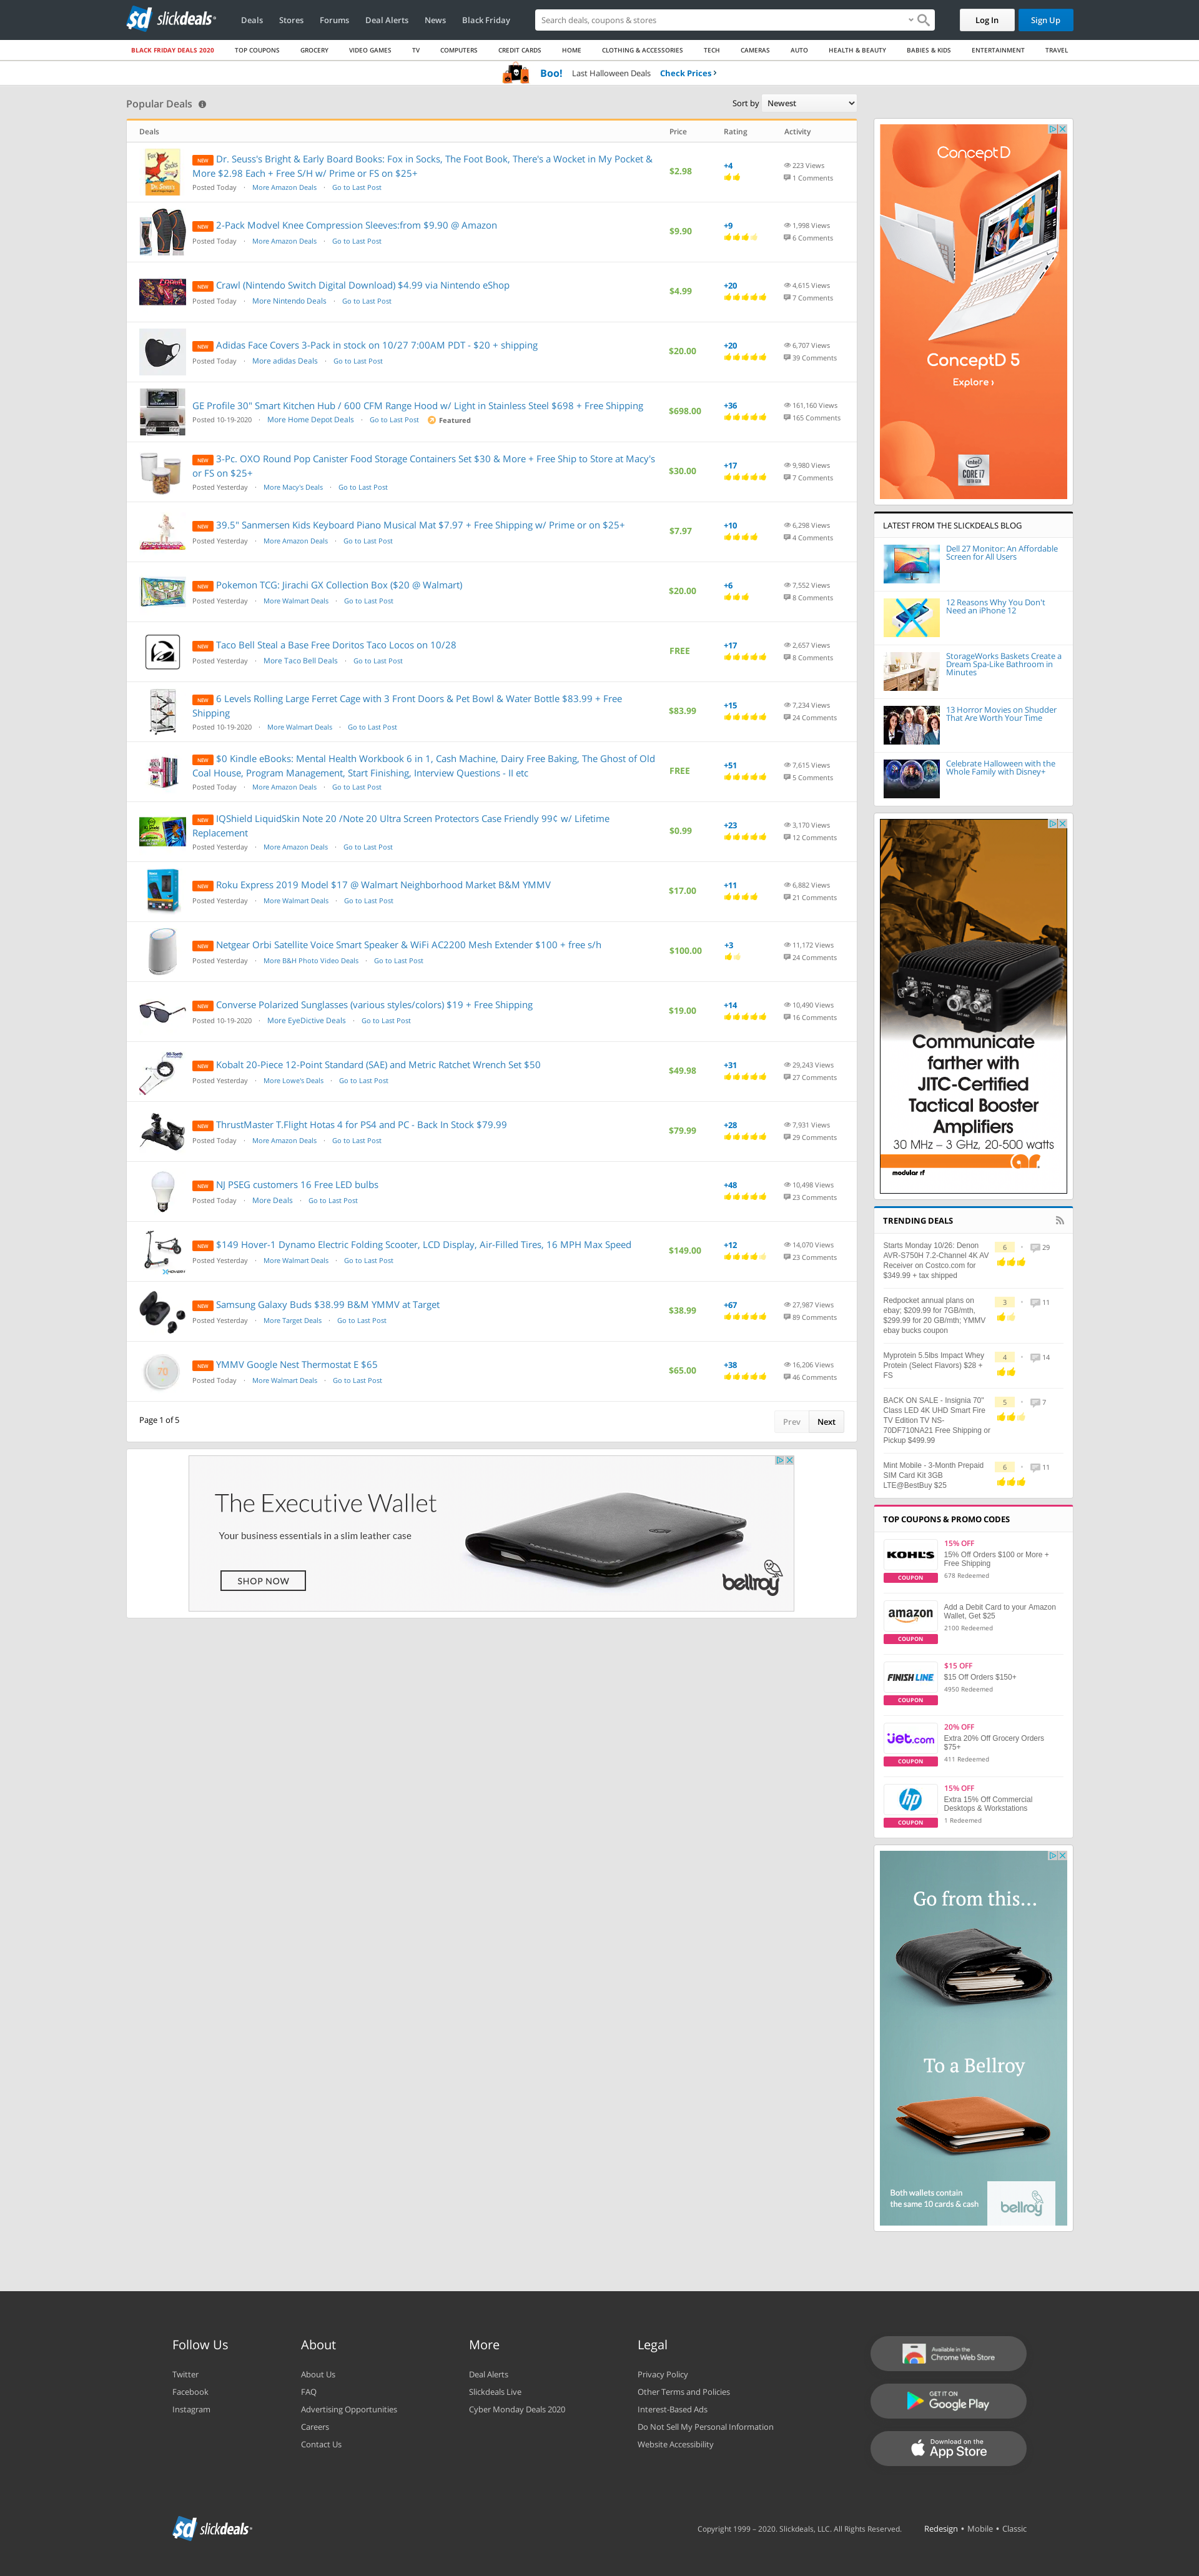 slickdeals
Deals
Stores
Forums
Deal Alerts
News
Black Friday
Search deals, coupons & stores
Log In
Sign Up
BLACK FRIDAY DEALS 2020
TOP COUPONS
GROCERY
VIDEO GAMES
TV
COMPUTERS
CREDIT CARDS
HOME
CLOTHING & ACCESSORIES
TECH
CAMERAS
AUTO
HEALTH & BEAUTY
BABIES & KIDS
ENTERTAINMENT
TRAVEL
Boo! Last Halloween Deals Check Prices ›
Popular Deals
Sort by Newest
Deals Price Rating Activity
NEW Dr. Seuss's Bright & Early Board Books: Fox in Socks, The Foot Book, There's a Wocket in My Pocket &
More $2.98 Each + Free S/H w/ Prime or FS on $25+
Posted Today · More Amazon Deals · Go to Last Post
$2.98
+4
223 Views
1 Comments
NEW 2-Pack Modvel Knee Compression Sleeves:from $9.90 @ Amazon
Posted Today · More Amazon Deals · Go to Last Post
$9.90
+9
1,998 Views
6 Comments
NEW Crawl (Nintendo Switch Digital Download) $4.99 via Nintendo eShop
Posted Today · More Nintendo Deals · Go to Last Post
$4.99
+20
4,615 Views
7 Comments
NEW Adidas Face Covers 3-Pack in stock on 10/27 7:00AM PDT - $20 + shipping
Posted Today · More adidas Deals · Go to Last Post
$20.00
+20
6,707 Views
39 Comments
GE Profile 30" Smart Kitchen Hub / 600 CFM Range Hood w/ Light in Stainless Steel $698 + Free Shipping
Posted 10-19-2020 · More Home Depot Deals · Go to Last Post Featured
$698.00
+36
161,160 Views
165 Comments
NEW 3-Pc. OXO Round Pop Canister Food Storage Containers Set $30 & More + Free Ship to Store at Macy's
or FS on $25+
Posted Yesterday · More Macy's Deals · Go to Last Post
$30.00
+17
9,980 Views
7 Comments
NEW 39.5" Sanmersen Kids Keyboard Piano Musical Mat $7.97 + Free Shipping w/ Prime or on $25+
Posted Yesterday · More Amazon Deals · Go to Last Post
$7.97
+10
6,298 Views
4 Comments
NEW Pokemon TCG: Jirachi GX Collection Box ($20 @ Walmart)
Posted Yesterday · More Walmart Deals · Go to Last Post
$20.00
+6
7,552 Views
8 Comments
NEW Taco Bell Steal a Base Free Doritos Taco Locos on 10/28
Posted Yesterday · More Taco Bell Deals · Go to Last Post
FREE
+17
2,657 Views
8 Comments
NEW 6 Levels Rolling Large Ferret Cage with 3 Front Doors & Pet Bowl & Water Bottle $83.99 + Free
Shipping
Posted 10-19-2020 · More Walmart Deals · Go to Last Post
$83.99
+15
7,234 Views
24 Comments
NEW $0 Kindle eBooks: Mental Health Workbook 6 in 1, Cash Machine, Dairy Free Baking, The Ghost of Old
Coal House, Program Management, Start Finishing, Interview Questions - II etc
Posted Today · More Amazon Deals · Go to Last Post
FREE
+51
7,615 Views
5 Comments
NEW IQShield LiquidSkin Note 20 /Note 20 Ultra Screen Protectors Case Friendly 99¢ w/ Lifetime
Replacement
Posted Yesterday · More Amazon Deals · Go to Last Post
$0.99
+23
3,170 Views
12 Comments
NEW Roku Express 2019 Model $17 @ Walmart Neighborhood Market B&M YMMV
Posted Yesterday · More Walmart Deals · Go to Last Post
$17.00
+11
6,882 Views
21 Comments
NEW Netgear Orbi Satellite Voice Smart Speaker & WiFi AC2200 Mesh Extender $100 + free s/h
Posted Yesterday · More B&H Photo Video Deals · Go to Last Post
$100.00
+3
11,172 Views
24 Comments
NEW Converse Polarized Sunglasses (various styles/colors) $19 + Free Shipping
Posted 10-19-2020 · More EyeDictive Deals · Go to Last Post
$19.00
+14
10,490 Views
16 Comments
NEW Kobalt 20-Piece 12-Point Standard (SAE) and Metric Ratchet Wrench Set $50
Posted Yesterday · More Lowe's Deals · Go to Last Post
$49.98
+31
29,243 Views
27 Comments
NEW ThrustMaster T.Flight Hotas 4 for PS4 and PC - Back In Stock $79.99
Posted Today · More Amazon Deals · Go to Last Post
$79.99
+28
7,931 Views
29 Comments
NEW NJ PSEG customers 16 Free LED bulbs
Posted Today · More Deals · Go to Last Post
+48
10,498 Views
23 Comments
NEW $149 Hover-1 Dynamo Electric Folding Scooter, LCD Display, Air-Filled Tires, 16 MPH Max Speed
Posted Yesterday · More Walmart Deals · Go to Last Post
$149.00
+12
14,070 Views
23 Comments
NEW Samsung Galaxy Buds $38.99 B&M YMMV at Target
Posted Yesterday · More Target Deals · Go to Last Post
$38.99
+67
27,987 Views
89 Comments
NEW YMMV Google Nest Thermostat E $65
Posted Today · More Walmart Deals · Go to Last Post
$65.00
+38
16,206 Views
46 Comments
Page 1 of 5
Prev Next
The Executive Wallet
Your business essentials in a slim leather case
SHOP NOW
bellroy
ConceptD
ConceptD 5
Explore ›
intel
CORE i7
LATEST FROM THE SLICKDEALS BLOG
Dell 27 Monitor: An Affordable
Screen for All Users
12 Reasons Why You Don't
Need an iPhone 12
StorageWorks Baskets Create a
Dream Spa-Like Bathroom in
Minutes
13 Horror Movies on Shudder
That Are Worth Your Time
Celebrate Halloween with the
Whole Family with Disney+
Communicate
farther with
JITC-Certified
Tactical Booster
Amplifiers
30 MHz – 3 GHz, 20-500 watts
ar
modular rf
TRENDING DEALS
Starts Monday 10/26: Denon
AVR-S750H 7.2-Channel 4K AV
Receiver on Costco.com for
$349.99 + tax shipped
6 · 29
Redpocket annual plans on
ebay; $209.99 for 7GB/mth,
$299.99 for 20 GB/mth; YMMV
ebay bucks coupon
3 · 11
Myprotein 5.5lbs Impact Whey
Protein (Select Flavors) $28 +
FS
4 · 14
BACK ON SALE - Insignia 70"
Class LED 4K UHD Smart Fire
TV Edition TV NS-
70DF710NA21 Free Shipping or
Pickup $499.99
5 · 7
Mint Mobile - 3-Month Prepaid
SIM Card Kit 3GB
LTE@BestBuy $25
6 · 11
TOP COUPONS & PROMO CODES
KOHL'S
COUPON
15% OFF
15% Off Orders $100 or More +
Free Shipping
678 Redeemed
amazon
COUPON
Add a Debit Card to your Amazon
Wallet, Get $25
2100 Redeemed
FINISH LINE
COUPON
$15 OFF
$15 Off Orders $150+
4950 Redeemed
jet.com
COUPON
20% OFF
Extra 20% Off Grocery Orders
$75+
411 Redeemed
hp
COUPON
15% OFF
Extra 15% Off Commercial
Desktops & Workstations
1 Redeemed
Go from this...
To a Bellroy
Both wallets contain
the same 10 cards & cash
bellroy
Follow Us
Twitter
Facebook
Instagram
About
About Us
FAQ
Advertising Opportunities
Careers
Contact Us
More
Deal Alerts
Slickdeals Live
Cyber Monday Deals 2020
Legal
Privacy Policy
Other Terms and Policies
Interest-Based Ads
Do Not Sell My Personal Information
Website Accessibility
Available in the
Chrome Web Store
GET IT ON
Google Play
Download on the
App Store
slickdeals
Copyright 1999 – 2020. Slickdeals, LLC. All Rights Reserved.
Redesign • Mobile • Classic